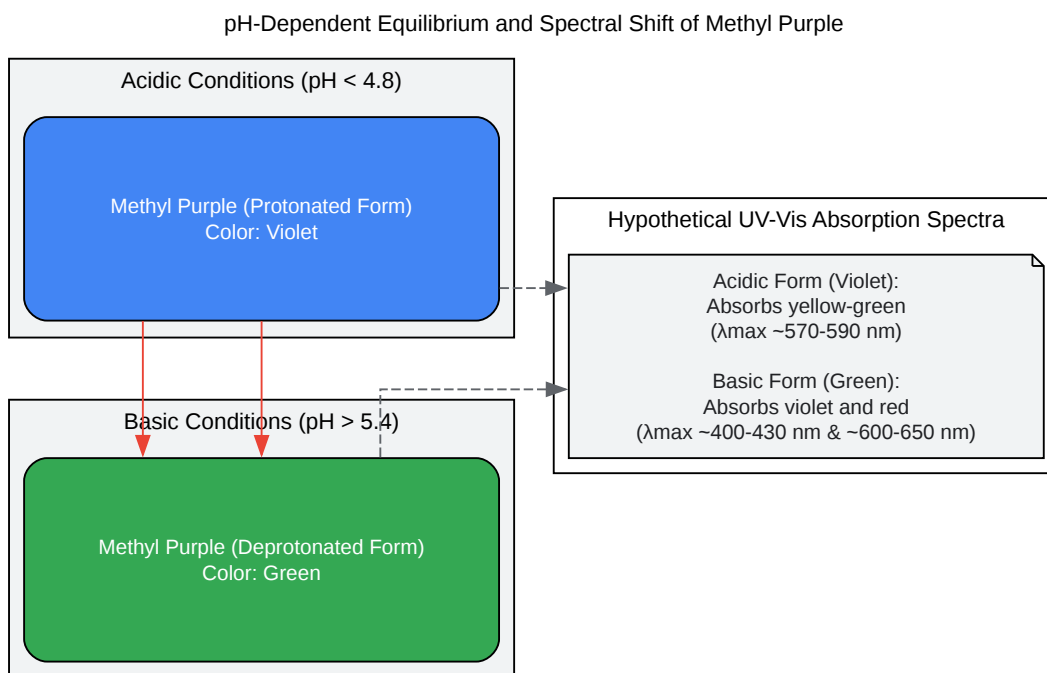 pH-Dependent Equilibrium and Spectral Shift of Methyl Purple
Acidic Conditions (pH < 4.8)
Methyl Purple (Protonated Form)
Color: Violet
Hypothetical UV-Vis Absorption Spectra
Acidic Form (Violet):
Absorbs yellow-green
(λmax ~570-590 nm)
Basic Form (Green):
Absorbs violet and red
(λmax ~400-430 nm & ~600-650 nm)
Basic Conditions (pH > 5.4)
Methyl Purple (Deprotonated Form)
Color: Green